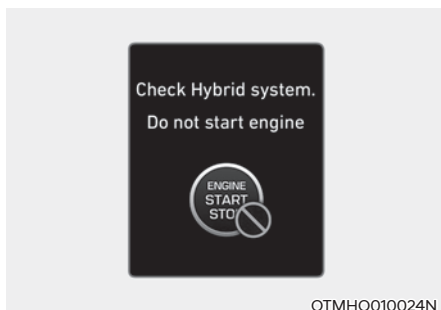 Check Hybrid system.
Do not start engine
ENGINE
START
STO
OTMHO010024N